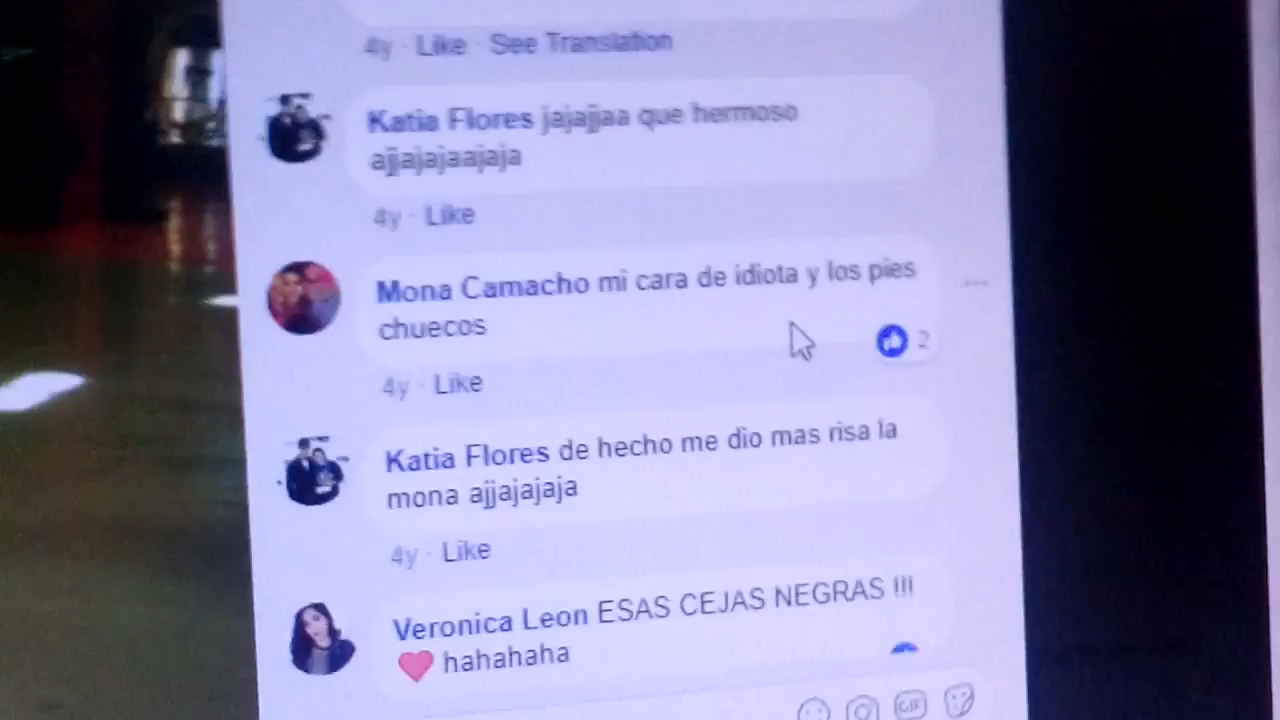 4y · Like · See Translation
Katia Flores jajajjaa que hermoso
ajjajajaajaja
4y · Like
Mona Camacho mi cara de idiota y los pies
chuecos
2
4y · Like
Katia Flores de hecho me dio mas risa la
mona ajjajajaja
4y · Like
Veronica Leon ESAS CEJAS NEGRAS !!!
❤ hahahaha
GIF